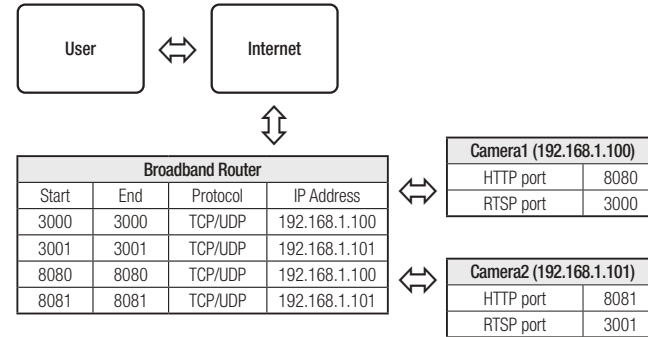 User
Internet
Broadband Router
Start End Protocol IP Address
3000 3000 TCP/UDP 192.168.1.100
3001 3001 TCP/UDP 192.168.1.101
8080 8080 TCP/UDP 192.168.1.100
8081 8081 TCP/UDP 192.168.1.101
Camera1 (192.168.1.100)
HTTP port 8080
RTSP port 3000
Camera2 (192.168.1.101)
HTTP port 8081
RTSP port 3001